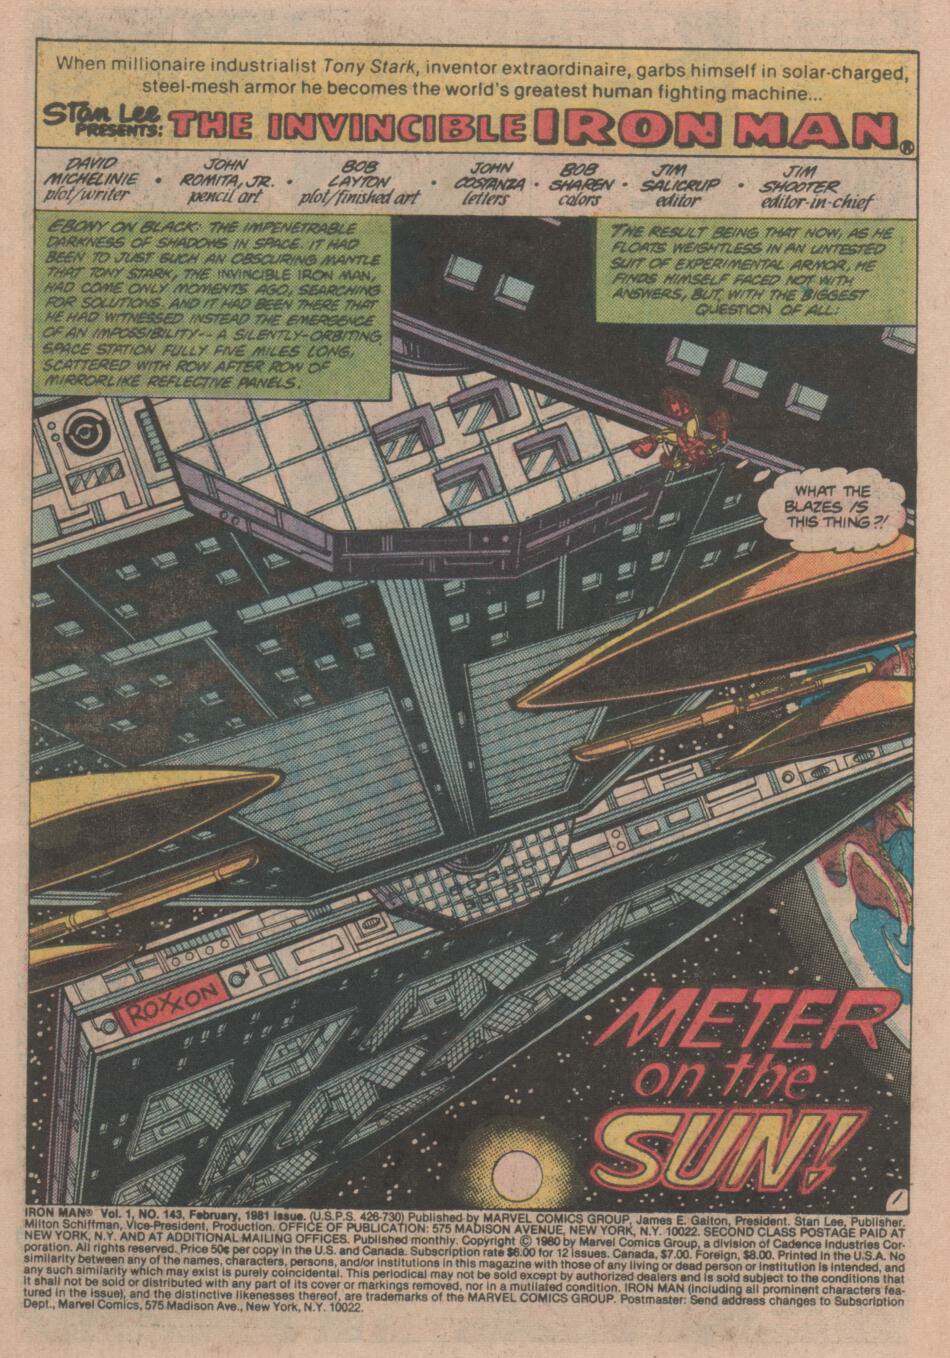 When millionaire industrialist Tony Stark, inventor extraordinaire, garbs himself in solar-charged,
steel-mesh armor he becomes the world's greatest human fighting machine...
Stan Lee
PRESENTS:
THE INVINCIBLE IRON MAN®
DAVID
MICHELINIE
plot/writer
•
JOHN
ROMITA, JR.
pencil art
•
BOB
LAYTON
plot/finished art
•
JOHN
COSTANZA
letters
•
BOB
SHAREN
colors
•
JIM
SALICRUP
editor
•
JIM
SHOOTER
editor-in-chief
EBONY ON BLACK: THE IMPENETRABLE
DARKNESS OF SHADOWS IN SPACE. IT HAD
BEEN TO JUST SUCH AN OBSCURING MANTLE
THAT TONY STARK, THE INVINCIBLE IRON MAN,
HAD COME ONLY MOMENTS AGO, SEARCHING
FOR SOLUTIONS. AND IT HAD BEEN THERE THAT
HE HAD WITNESSED INSTEAD THE EMERGENCE
OF AN IMPOSSIBILITY-- A SILENTLY-ORBITING
SPACE STATION FULLY FIVE MILES LONG,
SCATTERED WITH ROW AFTER ROW OF
MIRRORLIKE REFLECTIVE PANELS.
THE RESULT BEING THAT NOW, AS HE
FLOATS WEIGHTLESS IN AN UNTESTED
SUIT OF EXPERIMENTAL ARMOR, HE
FINDS HIMSELF FACED NOT WITH
ANSWERS, BUT WITH THE BIGGEST
QUESTION OF ALL:
WHAT THE
BLAZES IS
THIS THING?!
ROXXON
METER
on the
SUN!
1
IRON MAN® Vol. 1, NO. 143, February, 1981 issue. (U.S.P.S. 426-730) Published by MARVEL COMICS GROUP, James E. Galton, President. Stan Lee, Publisher.
Milton Schiffman, Vice-President, Production. OFFICE OF PUBLICATION: 575 MADISON AVENUE, NEW YORK, N.Y. 10022. SECOND CLASS POSTAGE PAID AT
NEW YORK, N.Y. AND AT ADDITIONAL MAILING OFFICES. Published monthly. Copyright © 1980 by Marvel Comics Group, a division of Cadence Industries Cor-
poration. All rights reserved. Price 50¢ per copy in the U.S. and Canada. Subscription rate $6.00 for 12 issues. Canada, $7.00. Foreign, $8.00. Printed in the U.S.A. No
similarity between any of the names, characters, persons, and/or institutions in this magazine with those of any living or dead person or institution is intended, and
any such similarity which may exist is purely coincidental. This periodical may not be sold except by authorized dealers and is sold subject to the conditions that
it shall not be sold or distributed with any part of its cover or markings removed, nor in a mutilated condition. IRON MAN (including all prominent characters fea-
tured in the issue), and the distinctive likenesses thereof, are trademarks of the MARVEL COMICS GROUP. Postmaster: Send address changes to Subscription
Dept., Marvel Comics, 575 Madison Ave., New York, N.Y. 10022.